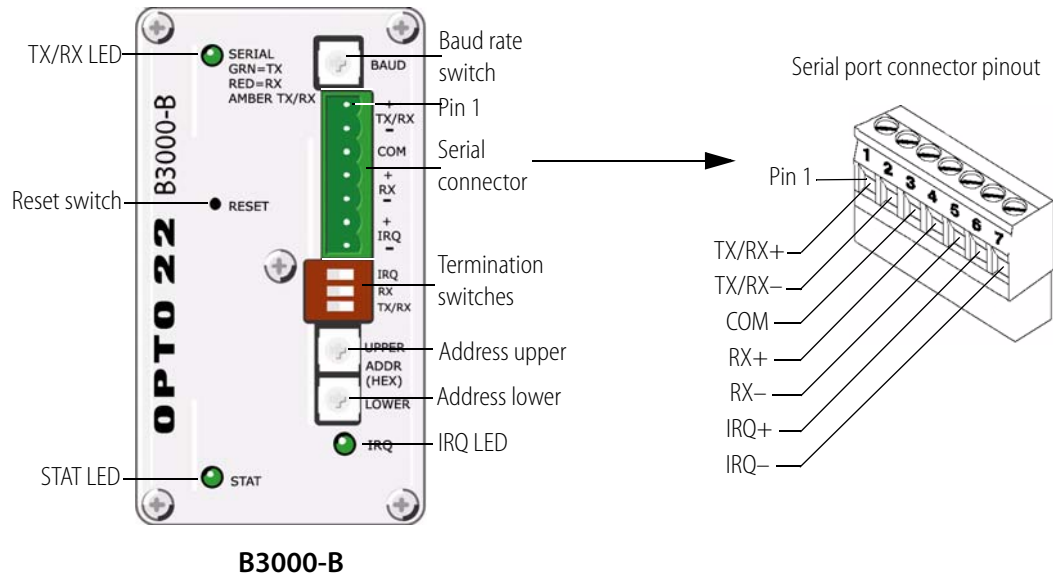 TX/RX LED
SERIAL
GRN=TX
RED=RX
AMBER TX/RX
BAUD
Baud rate
switch
Pin 1
+
TX/RX
−
COM
+
RX
−
+
IRQ
−
Serial
connector
Reset switch
RESET
OPTO 22 B3000-B
IRQ
RX
TX/RX
Termination
switches
UPPER
ADDR
(HEX)
LOWER
Address upper
Address lower
IRQ
IRQ LED
STAT LED
STAT
B3000-B
Serial port connector pinout
1 2 3 4 5 6 7
Pin 1
TX/RX+
TX/RX−
COM
RX+
RX−
IRQ+
IRQ−